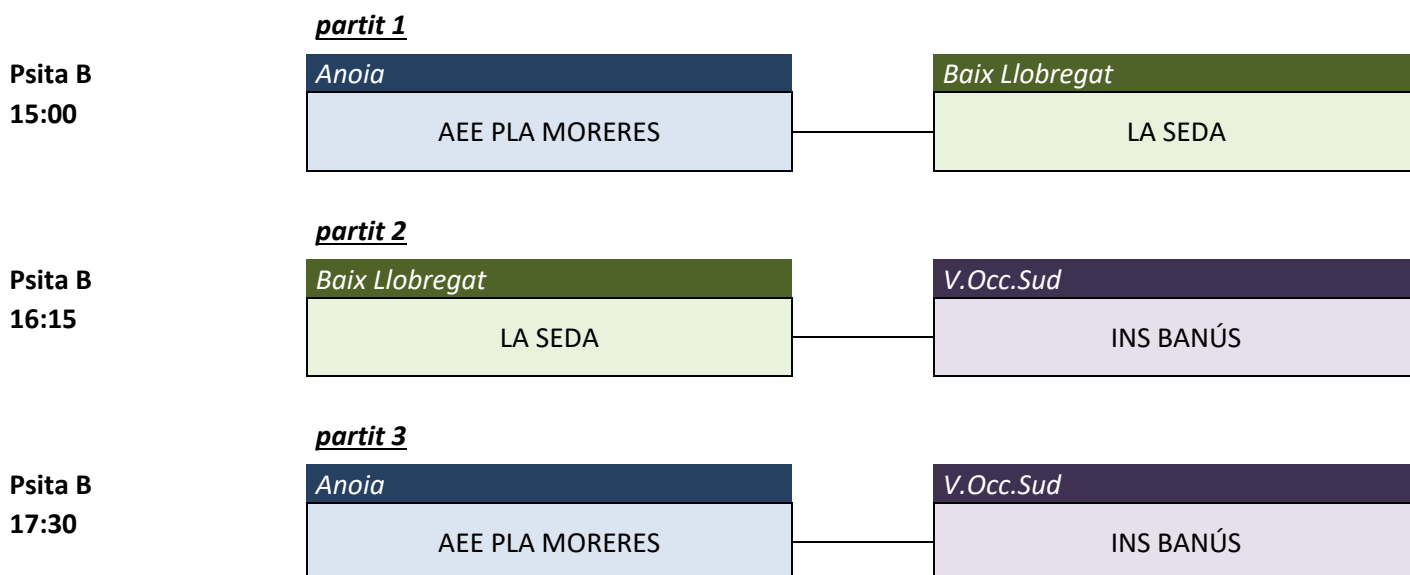 partit 1
Psita B
15:00
Anoia
Baix Llobregat
AEE PLA MORERES
LA SEDA
partit 2
Psita B
16:15
Baix Llobregat
V.Occ.Sud
LA SEDA
INS BANÚS
partit 3
Psita B
17:30
Anoia
V.Occ.Sud
AEE PLA MORERES
INS BANÚS